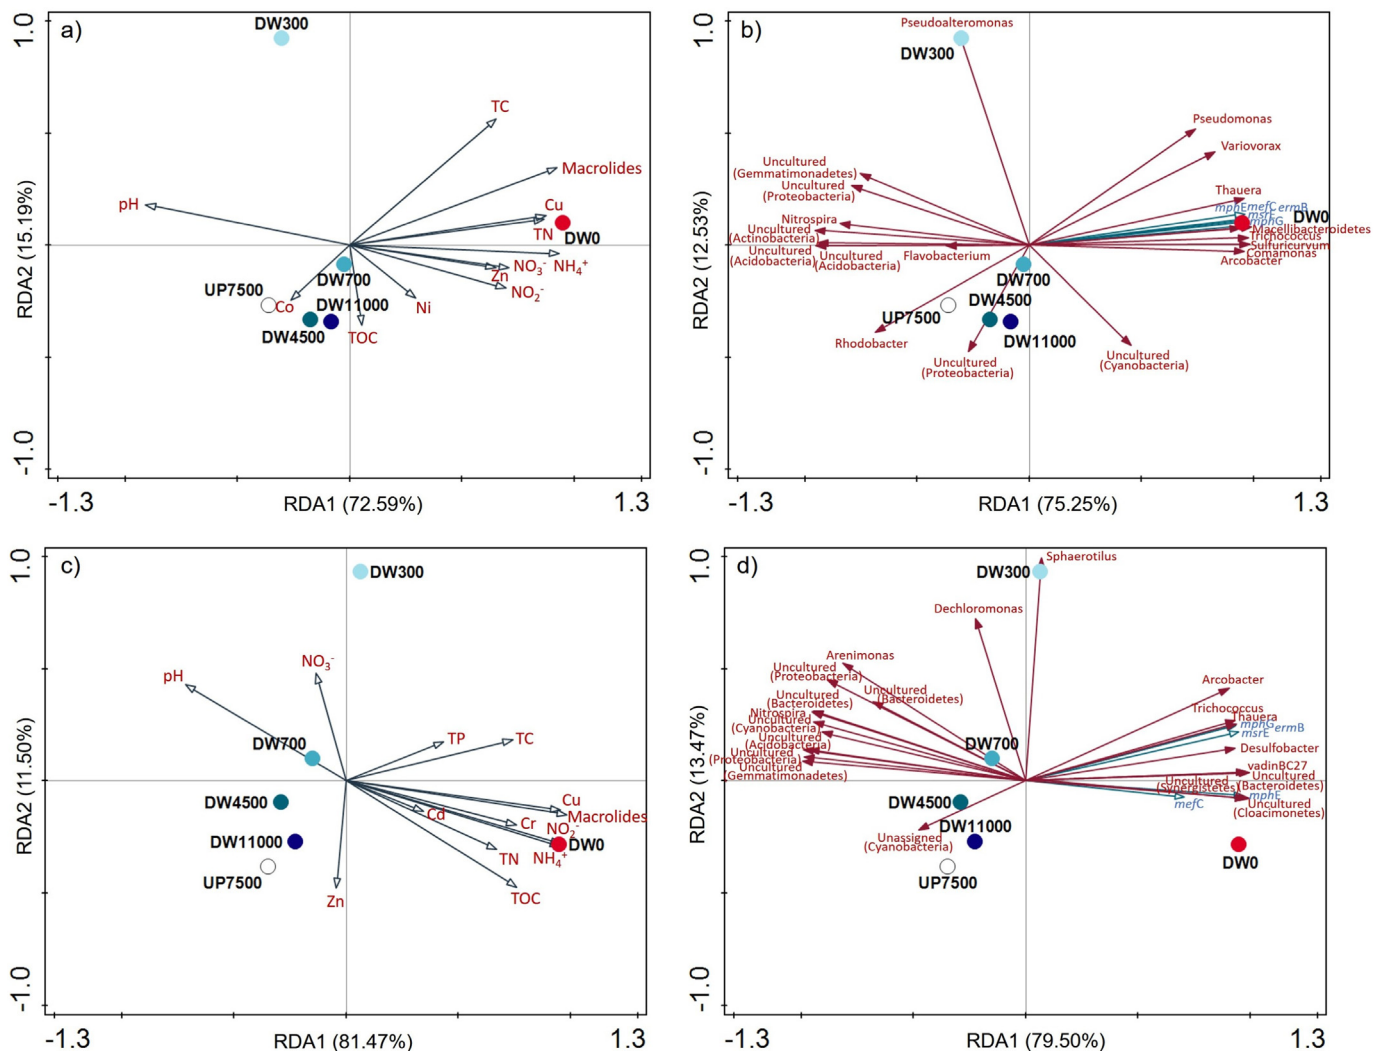 a)
DW300
TC
Macrolides
pH
Cu
TN
DW0
NO3-
NH4+
Zn
NO2-
DW700
UP7500
Co
DW11000
Ni
DW4500
TOC
1.0
RDA2 (15.19%)
-1.0
-1.3
RDA1 (72.59%)
1.3
b)
Pseudoalteromonas
DW300
Pseudomonas
Variovorax
Uncultured
(Gemmatimonadetes)
Uncultured
(Proteobacteria)
Thauera
mphE mefC ermB
msrE
mphG
DW0
Nitrospira
Uncultured
(Actinobacteria)
Macellibacteroides
Trichococcus
Sulfuricurvum
Comamonas
Arcobacter
Uncultured
(Acidobacteria)
Uncultured
(Acidobacteria)
Flavobacterium
DW700
DW4500
UP7500
DW11000
Rhodobacter
Uncultured
(Proteobacteria)
Uncultured
(Cyanobacteria)
1.0
RDA2 (12.53%)
-1.0
-1.3
RDA1 (75.25%)
1.3
c)
DW300
NO3-
pH
DW700
TP
TC
DW4500
Cu
Macrolides
Cd
Cr
NO2-
DW11000
DW0
TN
NH4+
UP7500
Zn
TOC
1.0
RDA2 (11.50%)
-1.0
-1.3
RDA1 (81.47%)
1.3
d)
Sphaerotilus
DW300
Dechloromonas
Arenimonas
Uncultured
(Proteobacteria)
Uncultured
(Bacteroidetes)
Uncultured
(Bacteroidetes)
Arcobacter
Nitrospira
Uncultured
(Cyanobacteria)
Uncultured
(Acidobacteria)
Uncultured
(Proteobacteria)
Uncultured
(Gemmatimonadetes)
Trichococcus
Thauera
mphG ermB
msrE
Desulfobacter
DW700
vadinBC27
Uncultured
(Synergistetes)
Uncultured
(Bacteroidetes)
mphE
mefC
Uncultured
(Cloacimonetes)
DW4500
DW11000
Unassigned
(Cyanobacteria)
UP7500
DW0
1.0
RDA2 (13.47%)
-1.0
-1.3
RDA1 (79.50%)
1.3